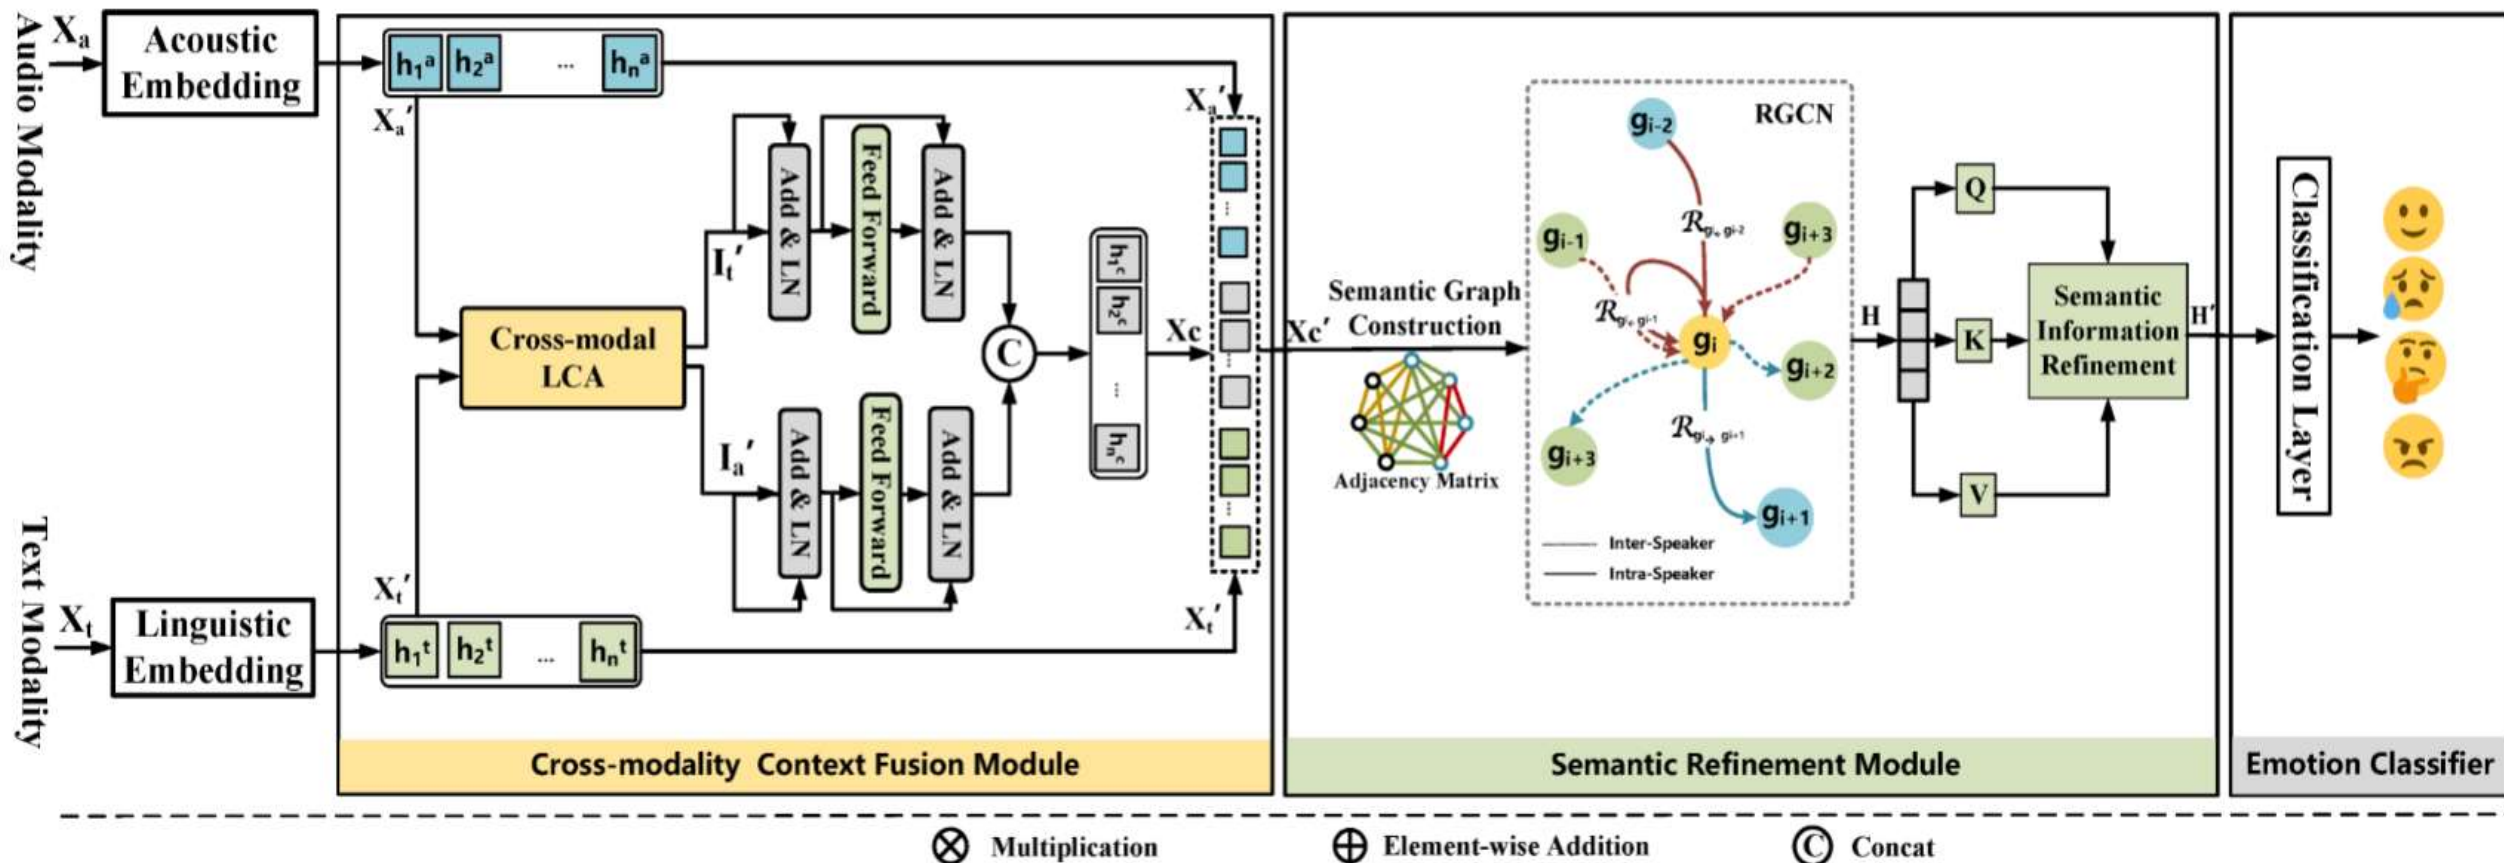 Audio Modality
Xₐ
Acoustic
Embedding
h₁ᵃ h₂ᵃ ... hₙᵃ
Xₐ′
Xₐ′
Cross-modal
LCA
Iₜ′
Add & LN
Feed Forward
Add & LN
Iₐ′
Add & LN
Feed Forward
Add & LN
C
h₁ᶜ
h₂ᶜ
...
hₙᶜ
Xc
...
...
...
Text Modality
Xₜ
Linguistic
Embedding
Xₜ′
h₁ᵗ h₂ᵗ ... hₙᵗ
Xₜ′
Cross-modality Context Fusion Module
Xc′
Semantic Graph
Construction
Adjacency Matrix
RGCN
gᵢ₋₂
gᵢ₋₁
gᵢ₊₃
gᵢ
gᵢ₊₂
gᵢ₊₃
gᵢ₊₁
Inter-Speaker
Intra-Speaker
H
Q
K
V
Semantic
Information
Refinement
H′
Semantic Refinement Module
Classification Layer
Emotion Classifier
Multiplication
Element-wise Addition
C Concat